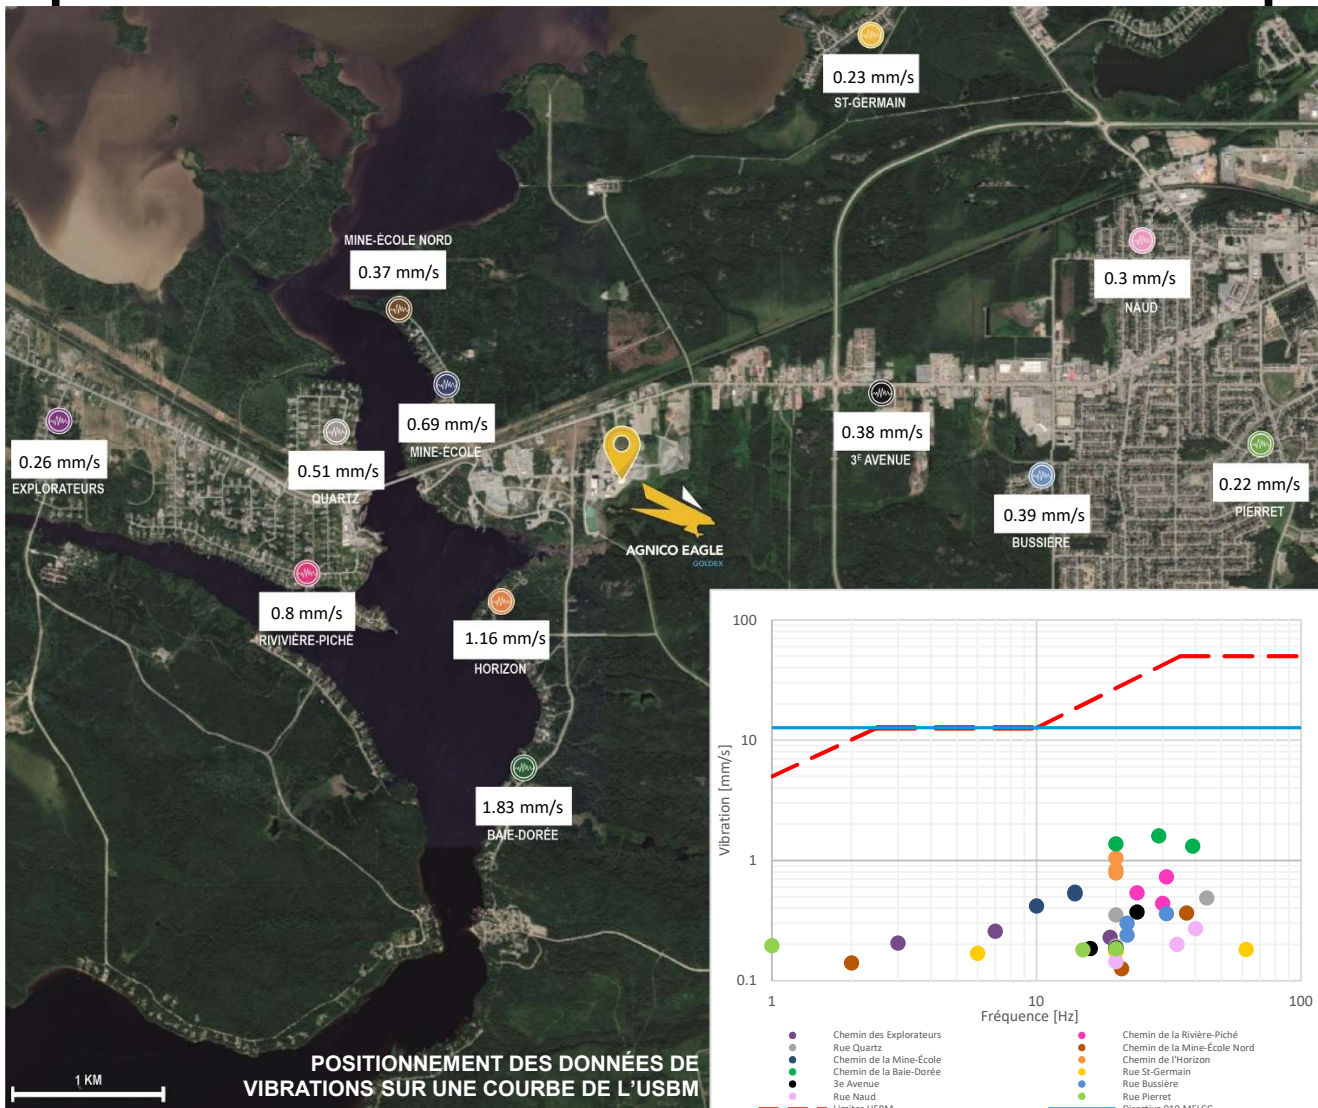 0.23 mm/s
ST-GERMAIN
MINE-ÉCOLE NORD
0.37 mm/s
0.3 mm/s
NAUD
0.69 mm/s
MINE-ÉCOLE
0.38 mm/s
3E AVENUE
0.26 mm/s
EXPLORATEURS
0.51 mm/s
QUARTZ
0.22 mm/s
PIERRET
0.39 mm/s
BUSSIÈRE
AGNICO EAGLE
GOLDEX
0.8 mm/s
RIVIVIÈRE-PICHÉ
1.16 mm/s
HORIZON
1.83 mm/s
BAIE-DORÉE
100
10
1
0.1
Vibration [mm/s]
1
10
100
Fréquence [Hz]
Chemin des Explorateurs
Chemin de la Rivière-Piché
Rue Quartz
Chemin de la Mine-École Nord
Chemin de la Mine-École
Chemin de l'Horizon
Chemin de la Baie-Dorée
Rue St-Germain
3e Avenue
Rue Bussière
Rue Naud
Rue Pierret
Limites USBM
Directive 019 MELCC
1 KM
POSITIONNEMENT DES DONNÉES DE
VIBRATIONS SUR UNE COURBE DE L'USBM